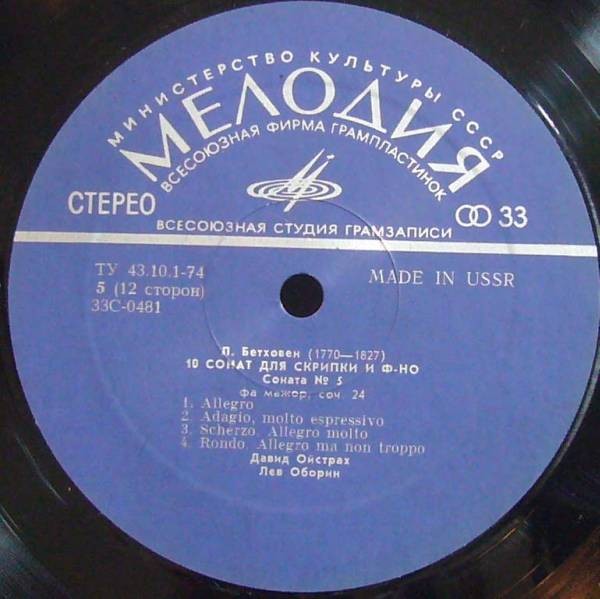 МИНИСТЕРСТВО КУЛЬТУРЫ СССР
МЕЛОДИЯ
ВСЕСОЮЗНАЯ ФИРМА ГРАМПЛАСТИНОК
СТЕРЕО
33
ВСЕСОЮЗНАЯ СТУДИЯ ГРАМЗАПИСИ
ТУ 43.10.1-74
MADE IN USSR
5 (12 сторон)
33С-0481
Л. Бетховен (1770—1827)
10 СОНАТ ДЛЯ СКРИПКИ И Ф-НО
Соната № 5
фа мажор, соч. 24
1. Allegro
2. Adagio, molto espressivo
3. Scherzo. Allegro molto
4. Rondo. Allegro ma non troppo
Давид Ойстрах
Лев Оборин